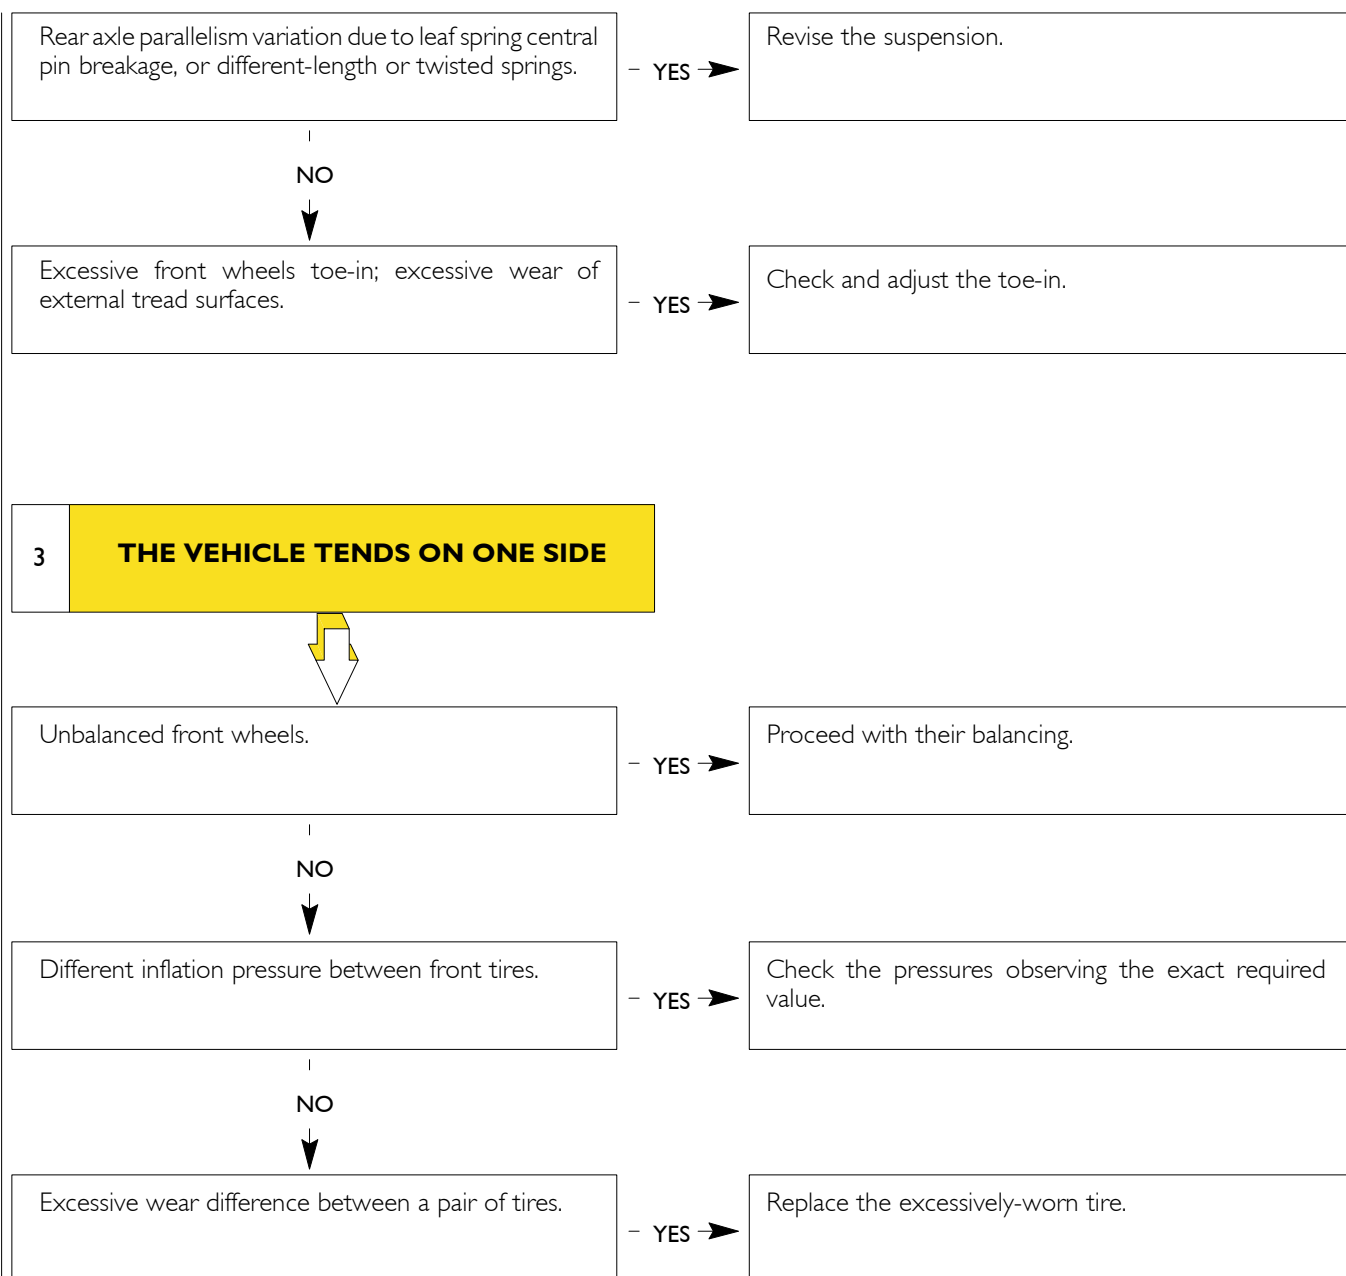 Rear axle parallelism variation due to leaf spring central
pin breakage, or different-length or twisted springs.
YES
Revise the suspension.
NO
Excessive front wheels toe-in; excessive wear of
external tread surfaces.
YES
Check and adjust the toe-in.
3
THE VEHICLE TENDS ON ONE SIDE
Unbalanced front wheels.
YES
Proceed with their balancing.
NO
Different inflation pressure between front tires.
YES
Check the pressures observing the exact required
value.
NO
Excessive wear difference between a pair of tires.
YES
Replace the excessively-worn tire.